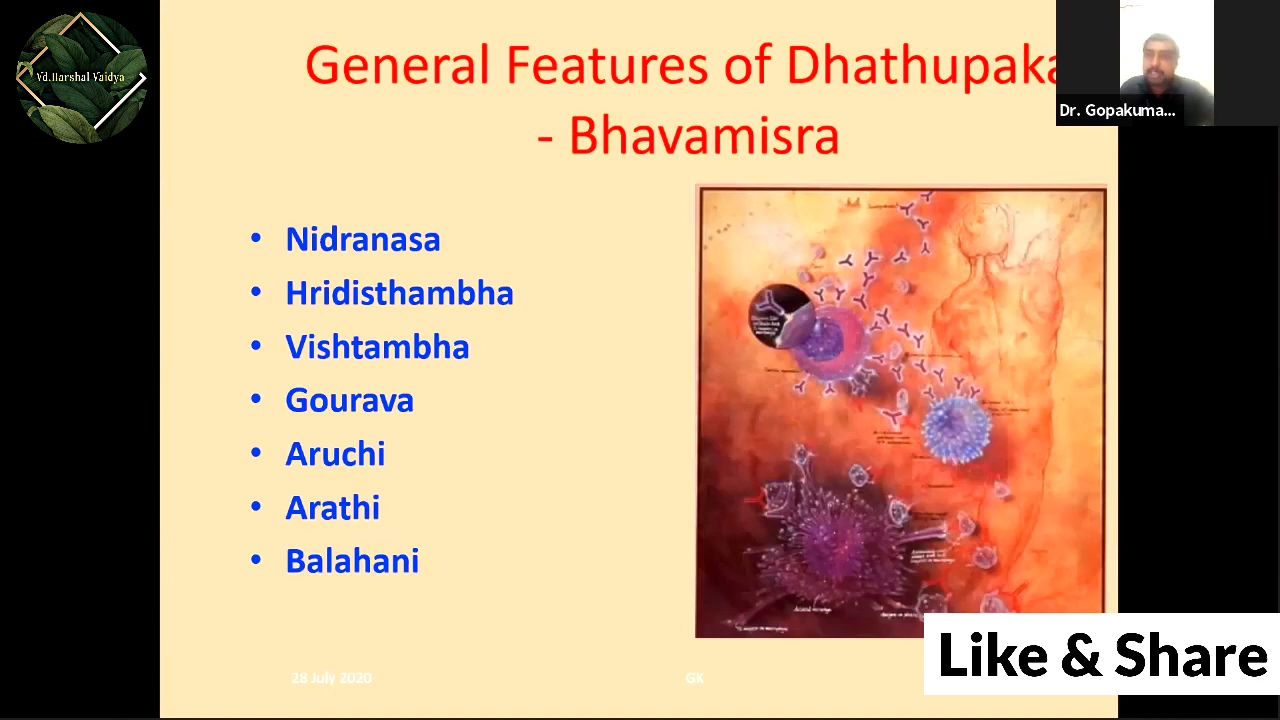 Vd.Harshal Vaidya
General Features of Dhathupaka
- Bhavamisra
Dr. Gopakuma...
• Nidranasa
• Hridisthambha
• Vishtambha
• Gourava
• Aruchi
• Arathi
• Balahani
28 July 2020
GK
Like & Share